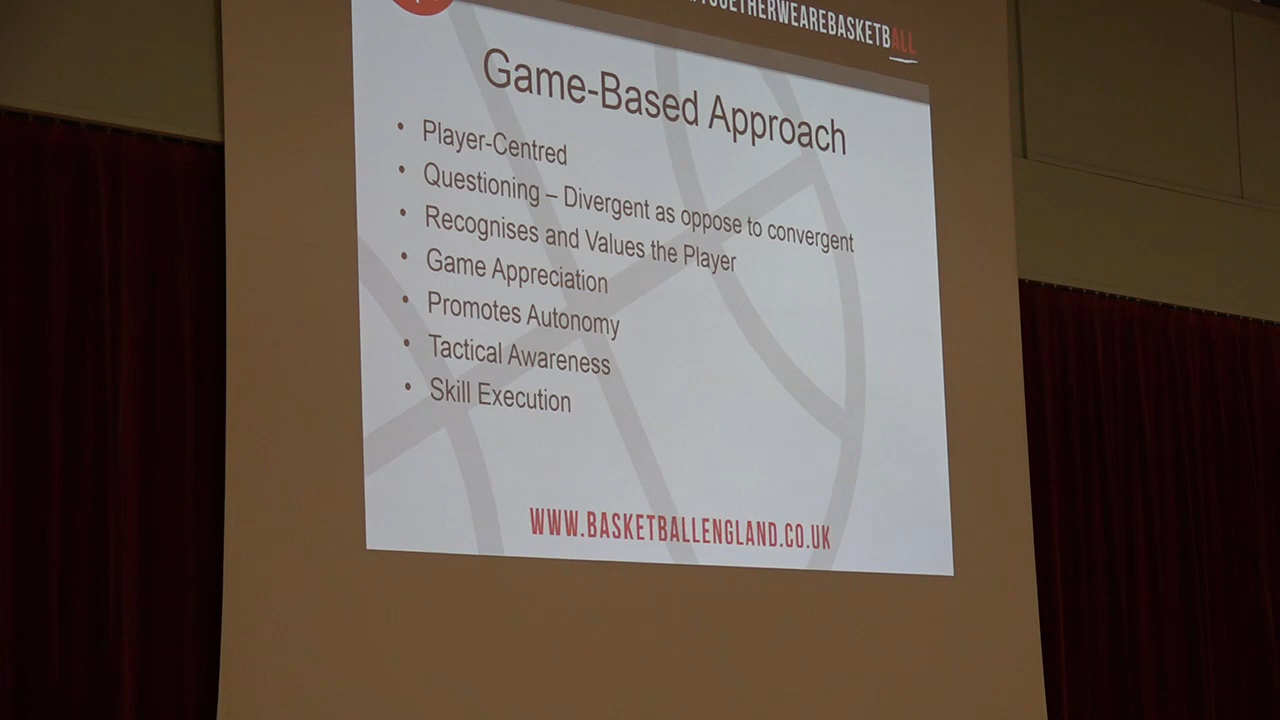 TOGETHERWEAREBASKETBALL
Game-Based Approach
• Player-Centred
• Questioning – Divergent as oppose to convergent
• Recognises and Values the Player
• Game Appreciation
• Promotes Autonomy
• Tactical Awareness
• Skill Execution
WWW.BASKETBALLENGLAND.CO.UK